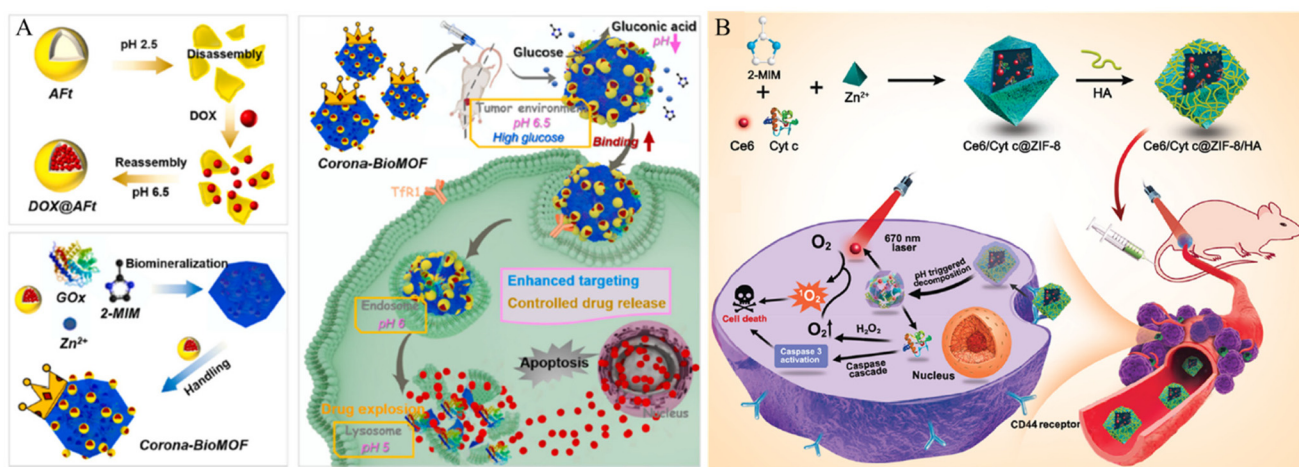 A
AFt
pH 2.5
Disassembly
DOX
Reassembly
pH 6.5
DOX@AFt
GOx
2-MIM
Zn²⁺
Biomineralization
Handling
Corona-BioMOF
Corona-BioMOF
Glucose
Gluconic acid
pH
Tumor environment
pH 6.5
High glucose
Binding
TfR1
Endosome
pH 6
Enhanced targeting
Controlled drug release
Apoptosis
Nucleus
Drug explosion
Lysosome
pH 5
B
2-MIM
+
Ce6
Cyt c
+
Zn²⁺
Ce6/Cyt c@ZIF-8
HA
Ce6/Cyt c@ZIF-8/HA
O₂
670 nm
laser
pH triggered
decomposition
¹O₂
Cell death
O₂
H₂O₂
Caspase 3
activation
Caspase
cascade
Nucleus
CD44 receptor